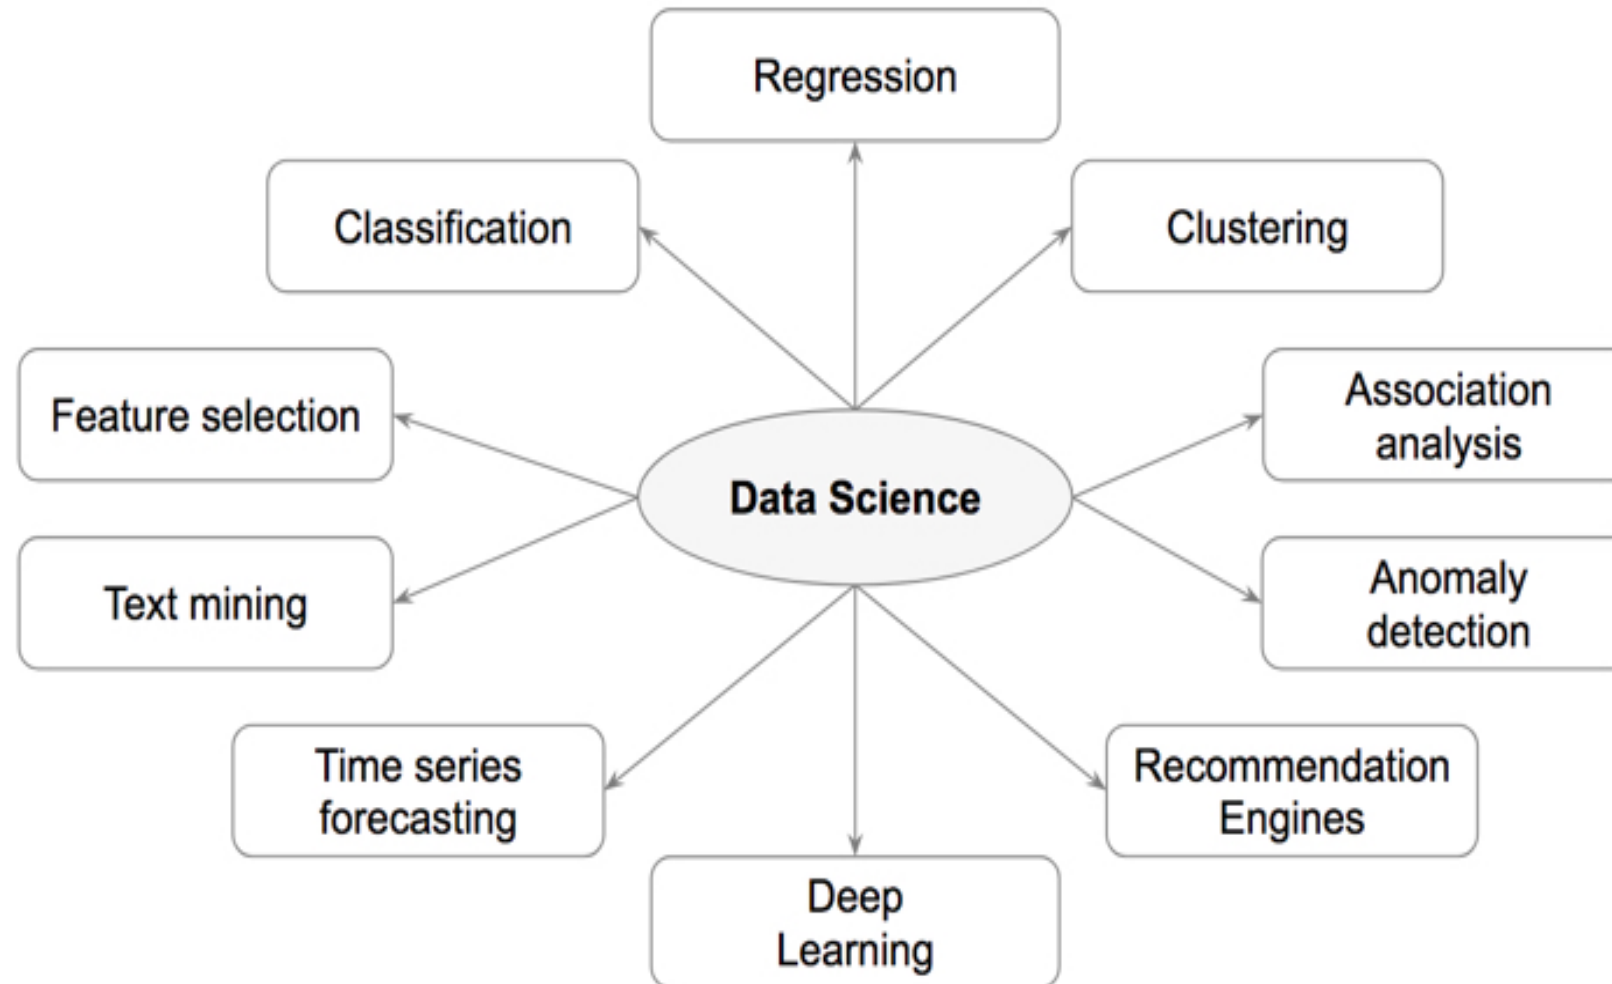 Regression
Classification
Clustering
Feature selection
Association
analysis
Data Science
Text mining
Anomaly
detection
Time series
forecasting
Recommendation
Engines
Deep
Learning